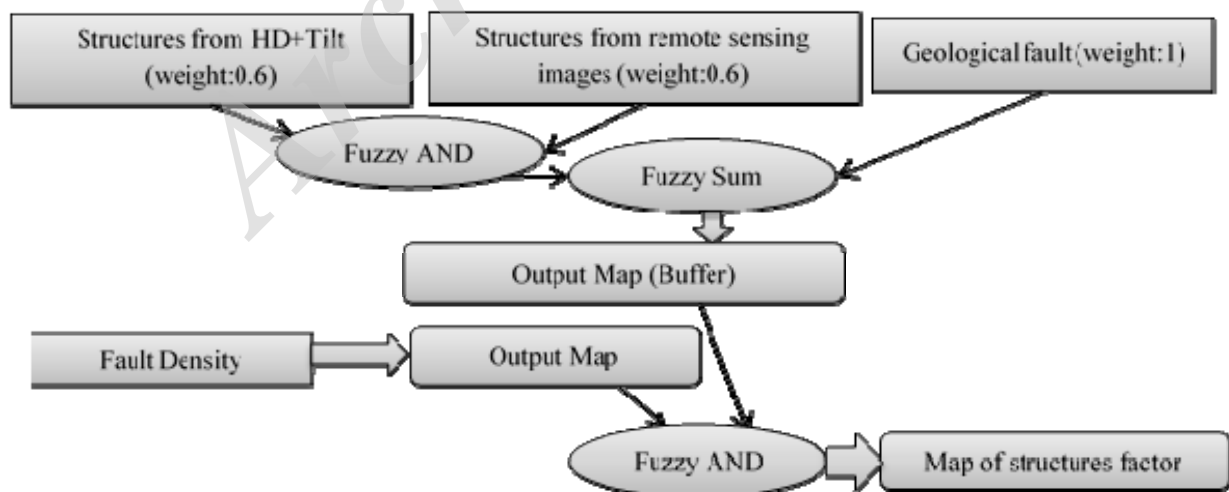 Structures from HD+Tilt
(weight:0.6)
Structures from remote sensing
images (weight:0.6)
Geological fault (weight:1)
Fuzzy AND
Fuzzy Sum
Output Map (Buffer)
Fault Density
Output Map
Fuzzy AND
Map of structures factor